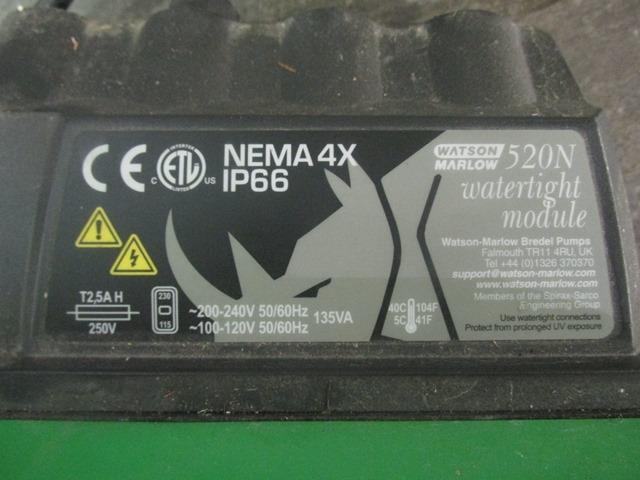 CE
INTERTEK
C ETL US
LISTED
NEMA 4X
IP66
T2,5A H
250V
230
115
~200-240V 50/60Hz
~100-120V 50/60Hz
135VA
40C 104F
5C 41F
WATSON
MARLOW
520N
watertight
module
Watson-Marlow Bredel Pumps
Falmouth TR11 4RU, UK
Tel +44 (0)1326 370370
support@watson-marlow.com
www.watson-marlow.com
Members of the Spirax-Sarco
Engineering Group
Use watertight connections
Protect from prolonged UV exposure